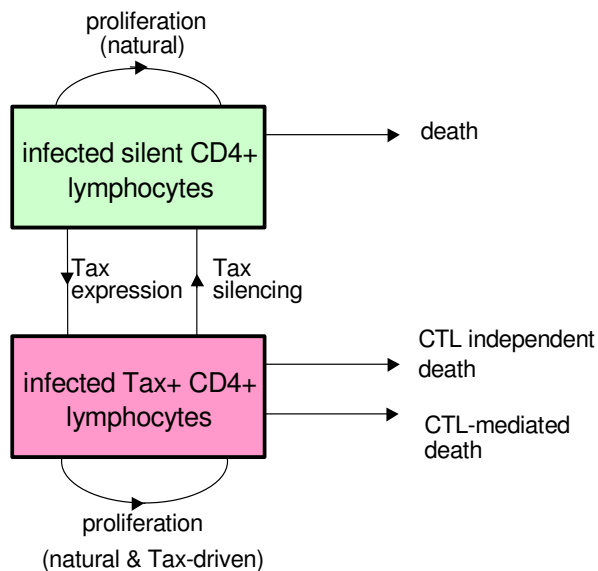 proliferation
(natural)
infected silent CD4+
lymphocytes
death
Tax
expression
Tax
silencing
infected Tax+ CD4+
lymphocytes
CTL independent
death
CTL-mediated
death
proliferation
(natural & Tax-driven)